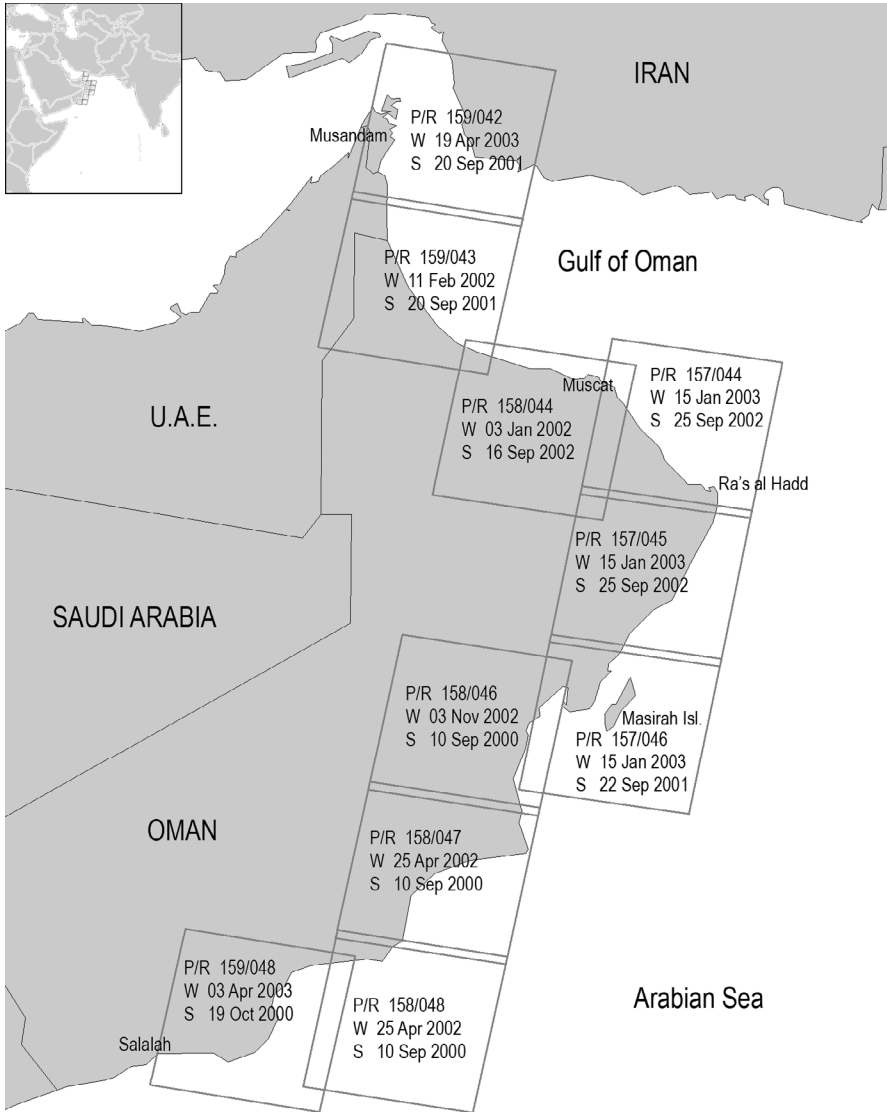 IRAN
P/R 159/042
W 19 Apr 2003
S 20 Sep 2001
Musandam
P/R 159/043
W 11 Feb 2002
S 20 Sep 2001
Gulf of Oman
P/R 157/044
W 15 Jan 2003
S 25 Sep 2002
Muscat
P/R 158/044
W 03 Jan 2002
S 16 Sep 2002
U.A.E.
Ra's al Hadd
P/R 157/045
W 15 Jan 2003
S 25 Sep 2002
SAUDI ARABIA
P/R 158/046
W 03 Nov 2002
S 10 Sep 2000
Masirah Isl.
P/R 157/046
W 15 Jan 2003
S 22 Sep 2001
OMAN
P/R 158/047
W 25 Apr 2002
S 10 Sep 2000
P/R 159/048
W 03 Apr 2003
S 19 Oct 2000
Arabian Sea
P/R 158/048
W 25 Apr 2002
S 10 Sep 2000
Salalah